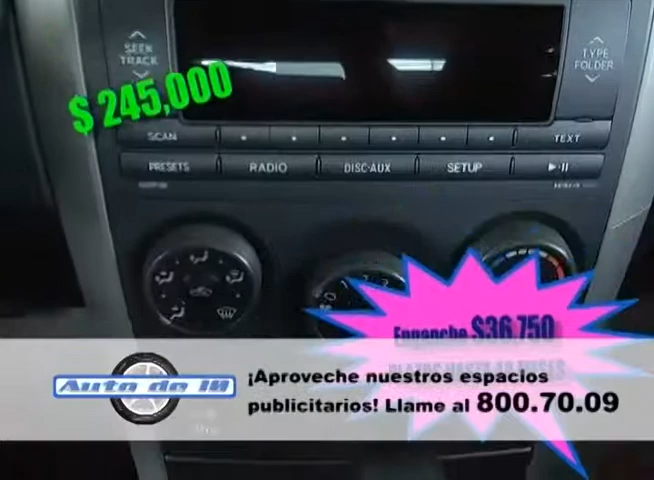 SEEK
TRACK
TYPE
FOLDER
$ 245,000
SCAN
TEXT
PRESETS
RADIO
DISC·AUX
SETUP
Enganche $36,750
Auto de 10
¡Aproveche nuestros espacios
publicitarios! Llame al 800.70.09